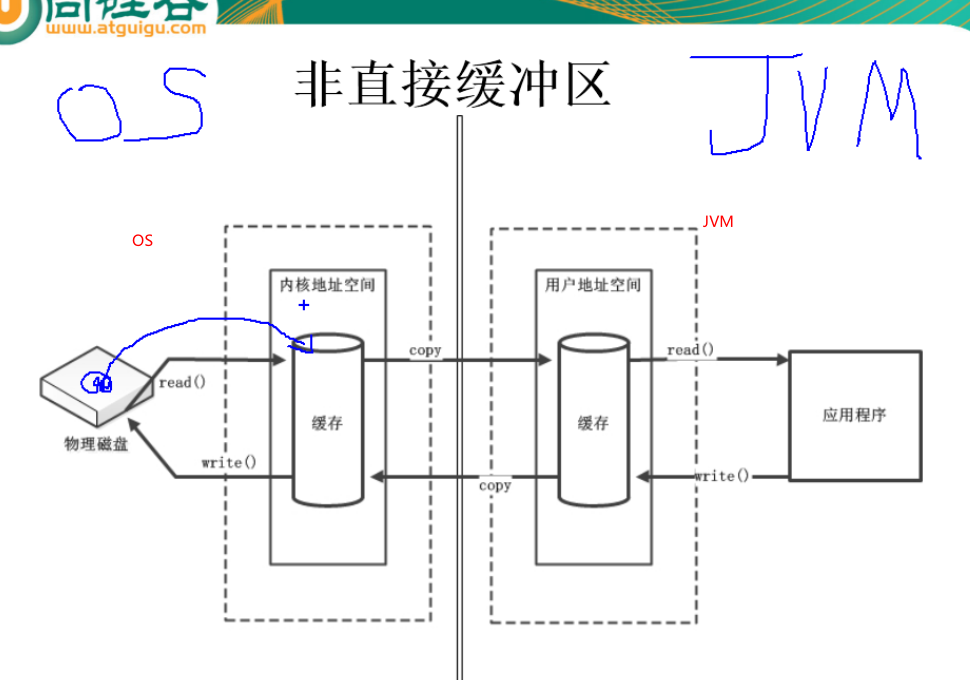 尚硅谷
www.atguigu.com
OS
非直接缓冲区
JVM
OS
JVM
内核地址空间
用户地址空间
copy
read()
read()
缓存
缓存
应用程序
物理磁盘
write()
copy
write()